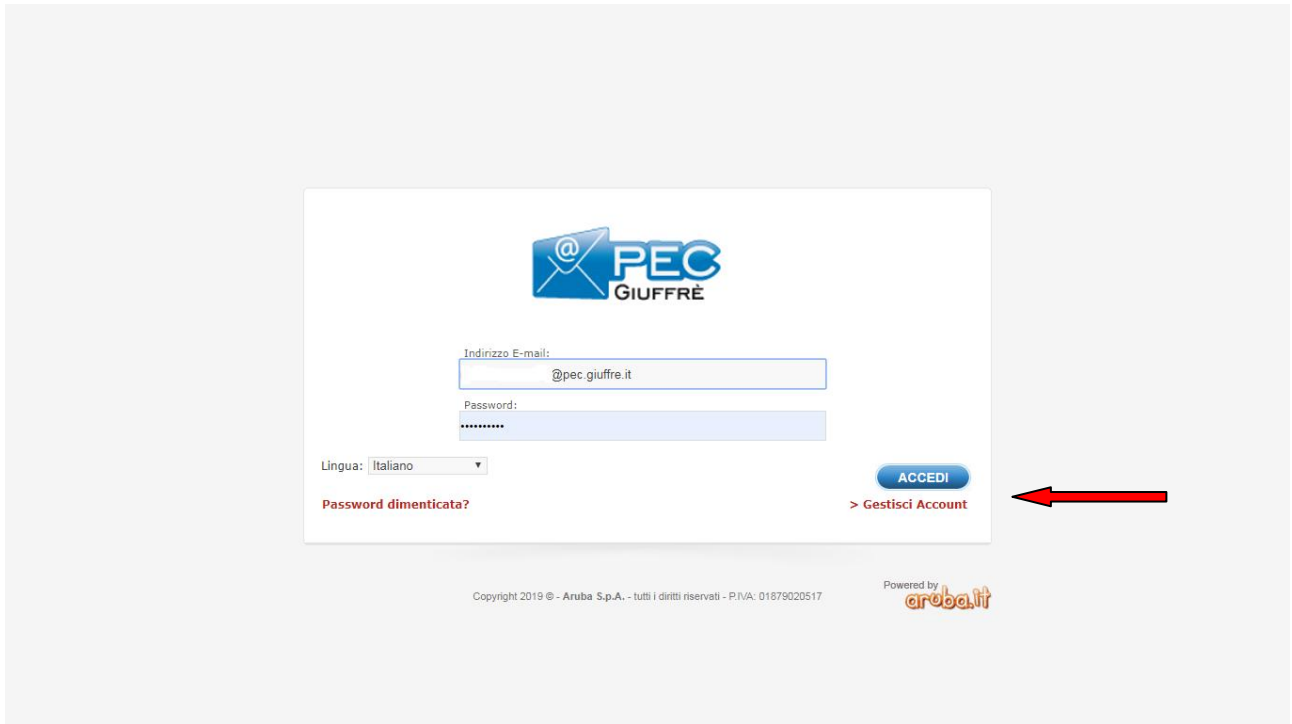 @
PEC
GIUFFRÈ
Indirizzo E-mail:
@pec.giuffre.it
Password:
••••••••••
Lingua: Italiano
ACCEDI
Password dimenticata?
> Gestisci Account
Copyright 2019 © - Aruba S.p.A. - tutti i diritti riservati - P.IVA: 01879020517
Powered by
aruba.it